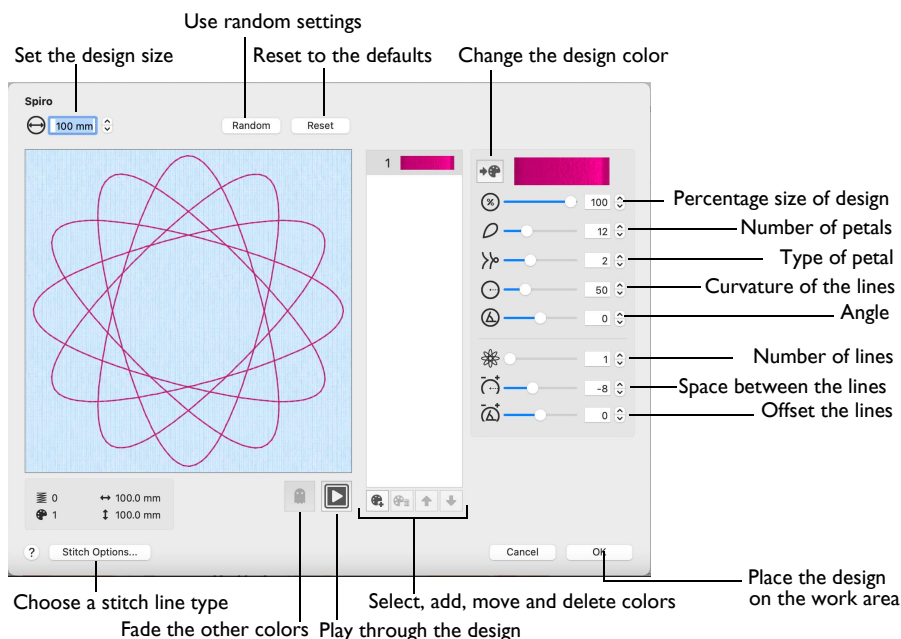 Use random settings
Set the design size
Reset to the defaults
Change the design color
Spiro
100 mm
Random
Reset
1
100
Percentage size of design
12
Number of petals
2
Type of petal
50
Curvature of the lines
0
Angle
1
Number of lines
-8
Space between the lines
0
Offset the lines
0
100.0 mm
1
100.0 mm
?
Stitch Options...
Cancel
OK
Place the design
on the work area
Choose a stitch line type
Select, add, move and delete colors
Fade the other colors
Play through the design